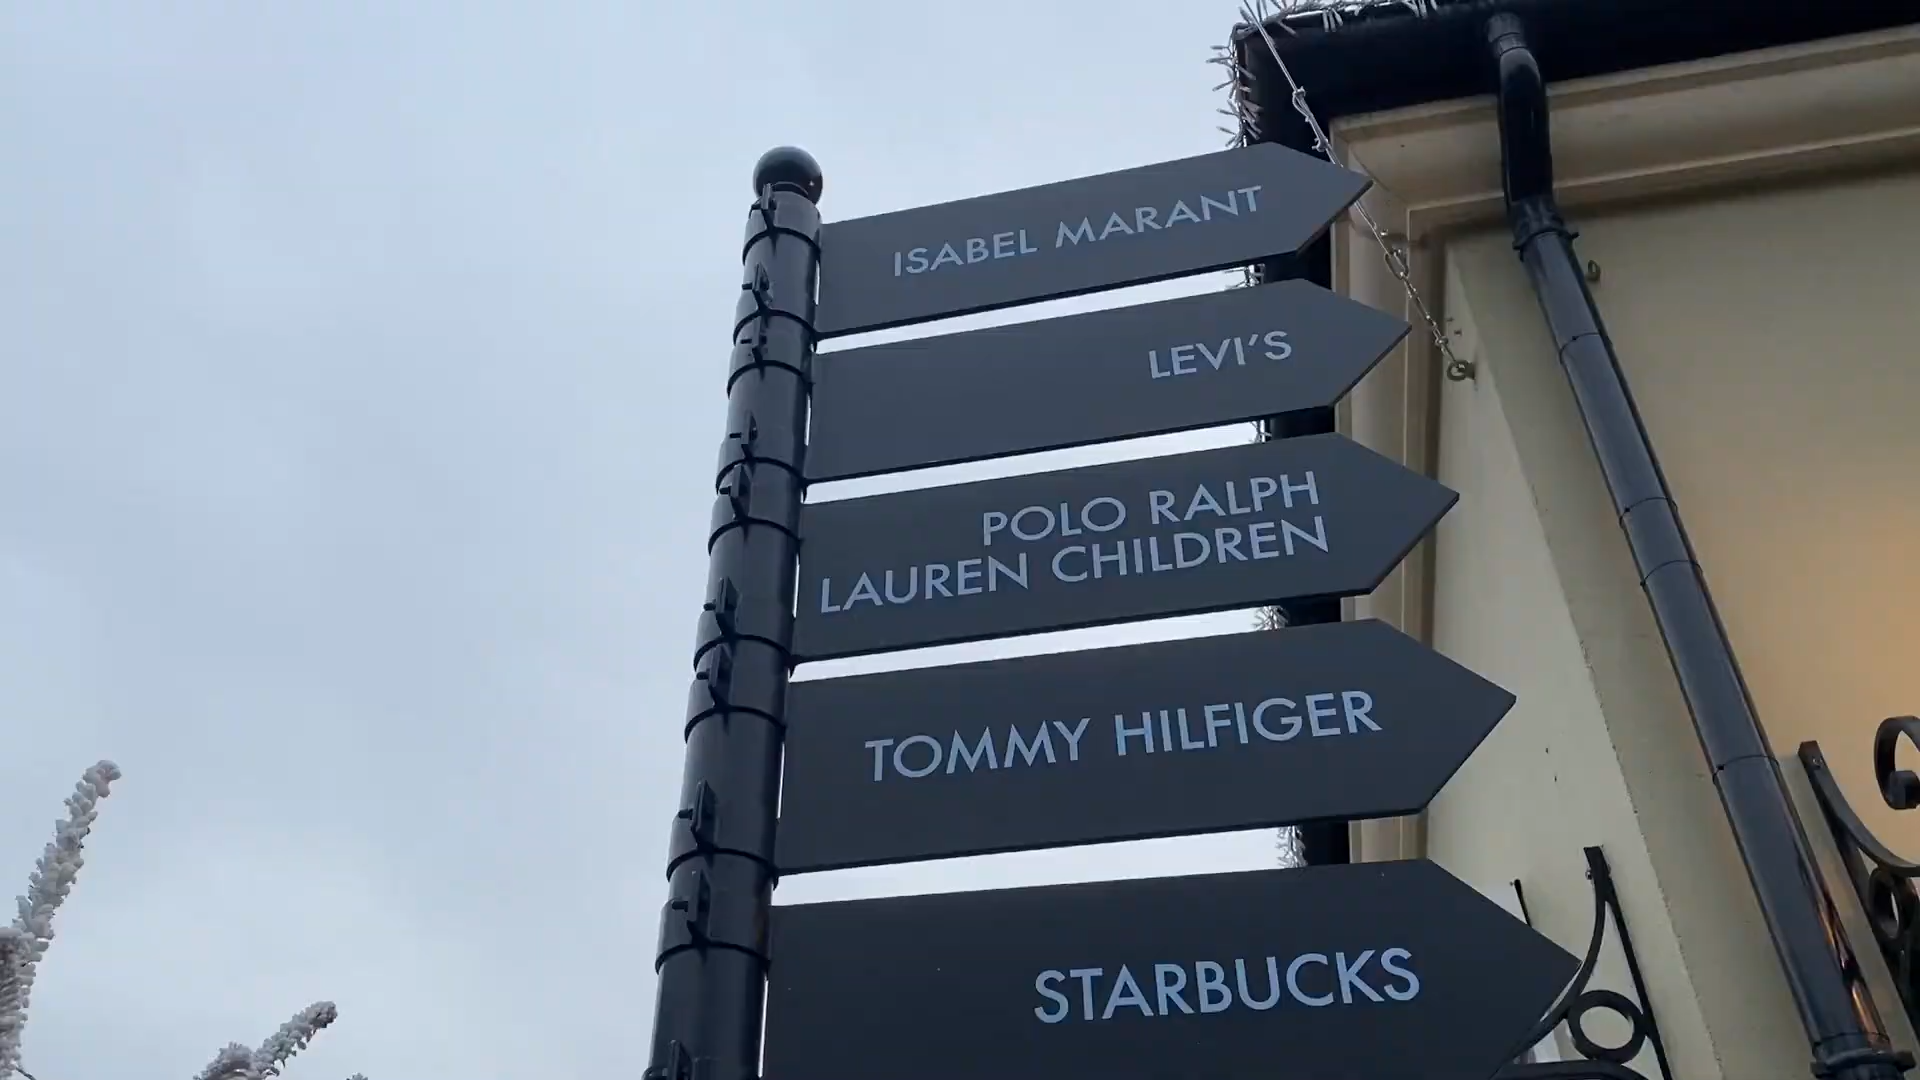 ISABEL MARANT
LEVI'S
POLO RALPH
LAUREN CHILDREN
TOMMY HILFIGER
STARBUCKS